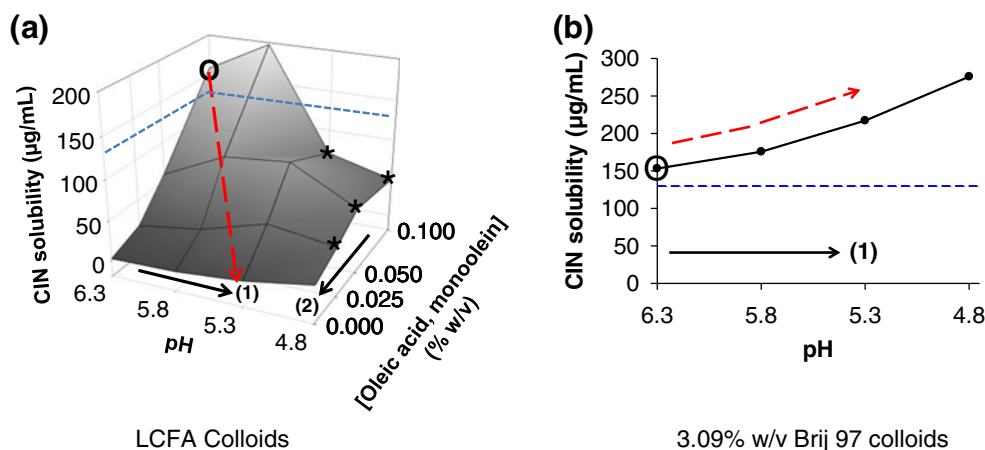 (a)
CIN solubility (µg/mL)
200
150
100
50
0
6.3
5.8
5.3
4.8
pH
O
*
*
*
*
(1)
(2)
0.100
0.050
0.025
0.000
[Oleic acid, monoolein]
(% w/v)
LCFA Colloids
(b)
CIN solubility (µg/mL)
300
250
200
150
100
50
0
(1)
6.3 5.8 5.3 4.8
pH
3.09% w/v Brij 97 colloids